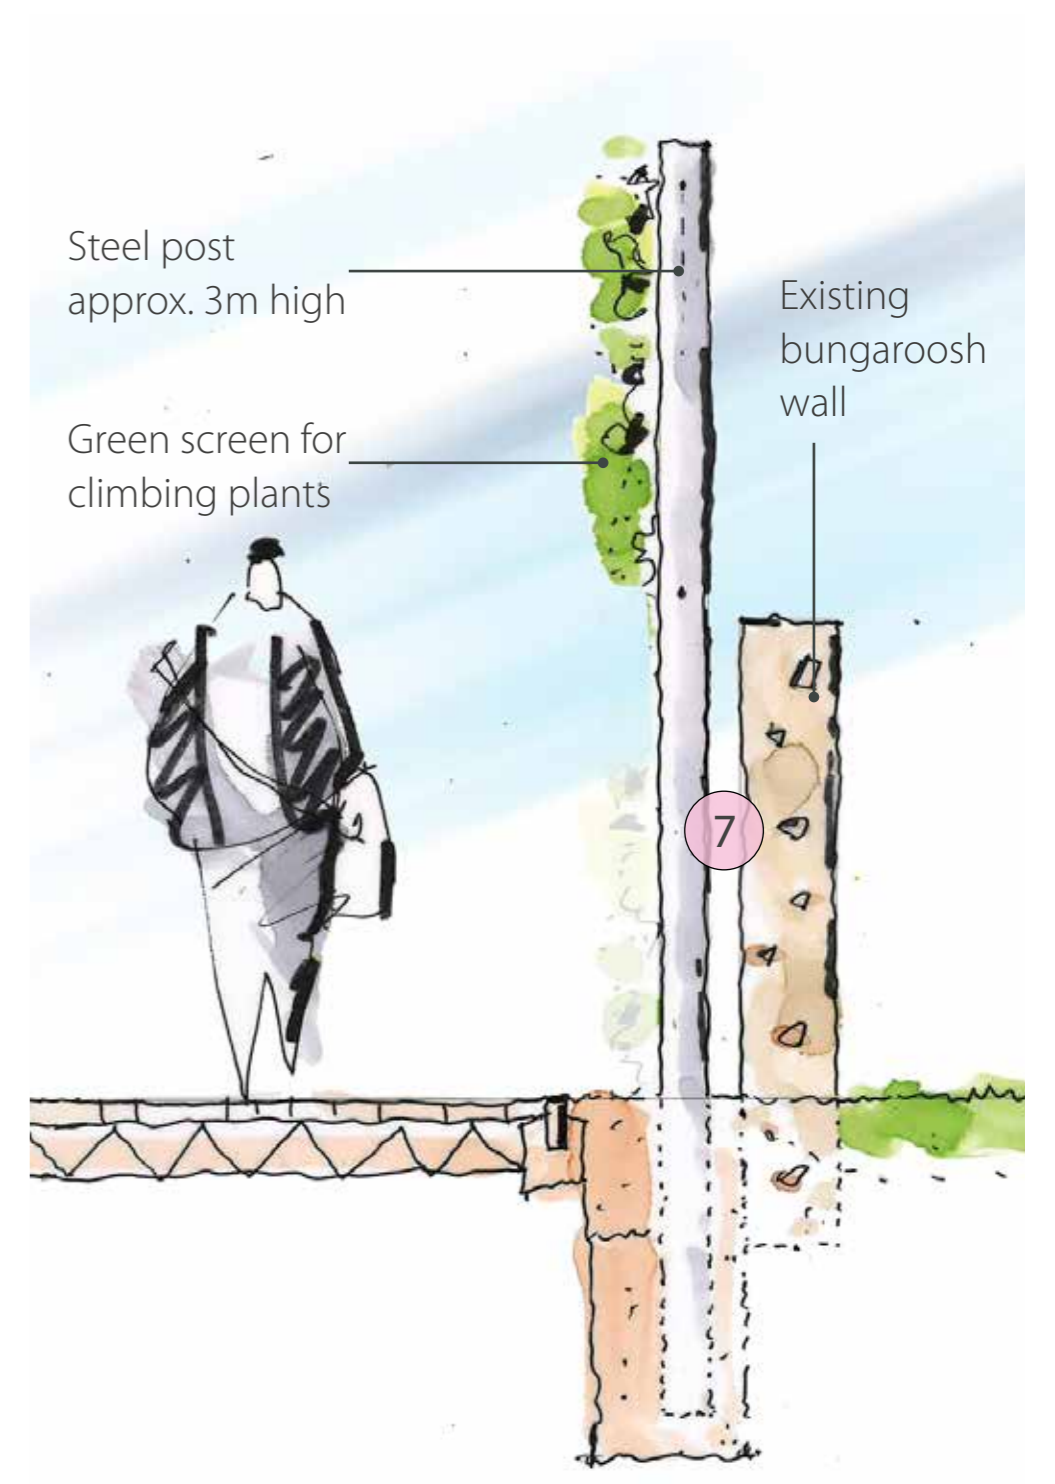 Steel post
approx. 3m high
Existing
bungaroosh
wall
Green screen for
climbing plants
7